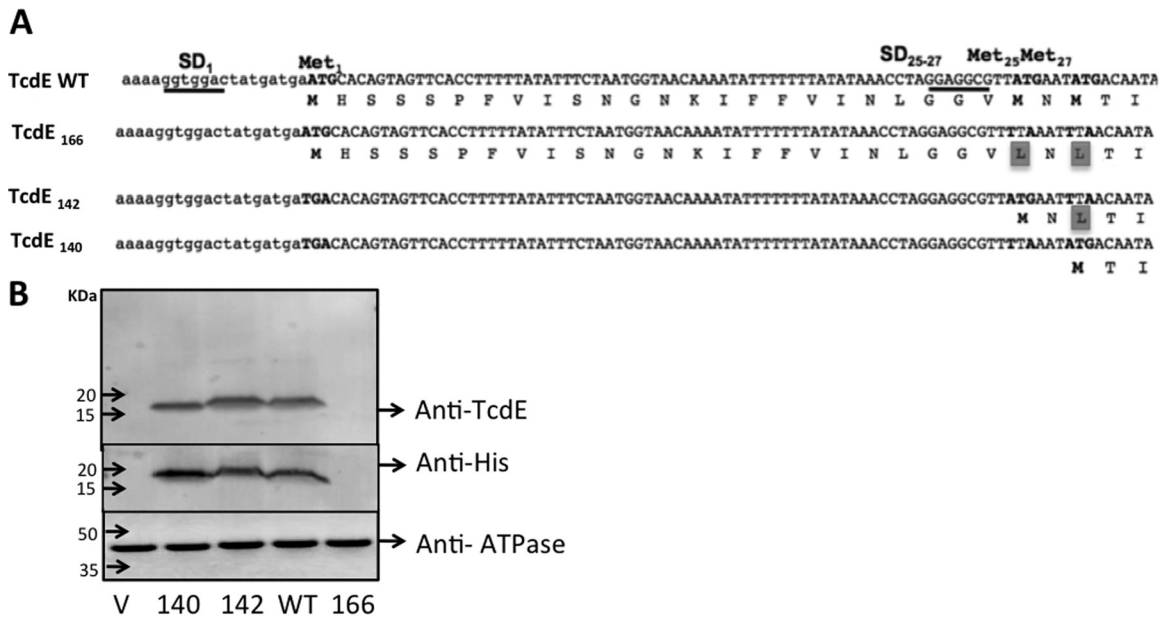 A
SD1 Met1 SD25-27 Met25Met27
TcdE WT aaaaggtggactatgatgaATGCACAGTAGTTCACCTTTTTATATTTCTAATGGTAACAAAATATTTTTTTATATAAACCTAGGAGGCGTTATGAATATGACAATA
M H S S S P F V I S N G N K I F F V I N L G G V M N M T I
TcdE 166 aaaaggtggactatgatgaATGCACAGTAGTTCACCTTTTTATATTTCTAATGGTAACAAAATATTTTTTTATATAAACCTAGGAGGCGTTTTAAATTTAACAATA
M H S S S P F V I S N G N K I F F V I N L G G V L N L T I
TcdE 142 aaaaggtggactatgatgaTGACACAGTAGTTCACCTTTTTATATTTCTAATGGTAACAAAATATTTTTTTATATAAACCTAGGAGGCGTTATGAATTTAACAATA
M N L T I
TcdE 140 aaaaggtggactatgatgaTGACACAGTAGTTCACCTTTTTATATTTCTAATGGTAACAAAATATTTTTTTATATAAACCTAGGAGGCGTTTTAAATATGACAATA
M T I
B
KDa
20
15
Anti-TcdE
20
15
Anti-His
50
35
Anti- ATPase
V 140 142 WT 166